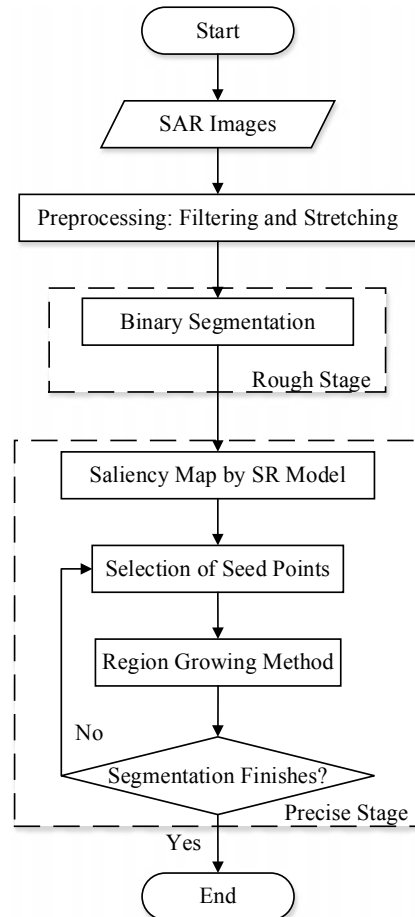 Start
SAR Images
Preprocessing: Filtering and Stretching
Binary Segmentation
Rough Stage
Saliency Map by SR Model
Selection of Seed Points
Region Growing Method
No
Segmentation Finishes?
Precise Stage
Yes
End